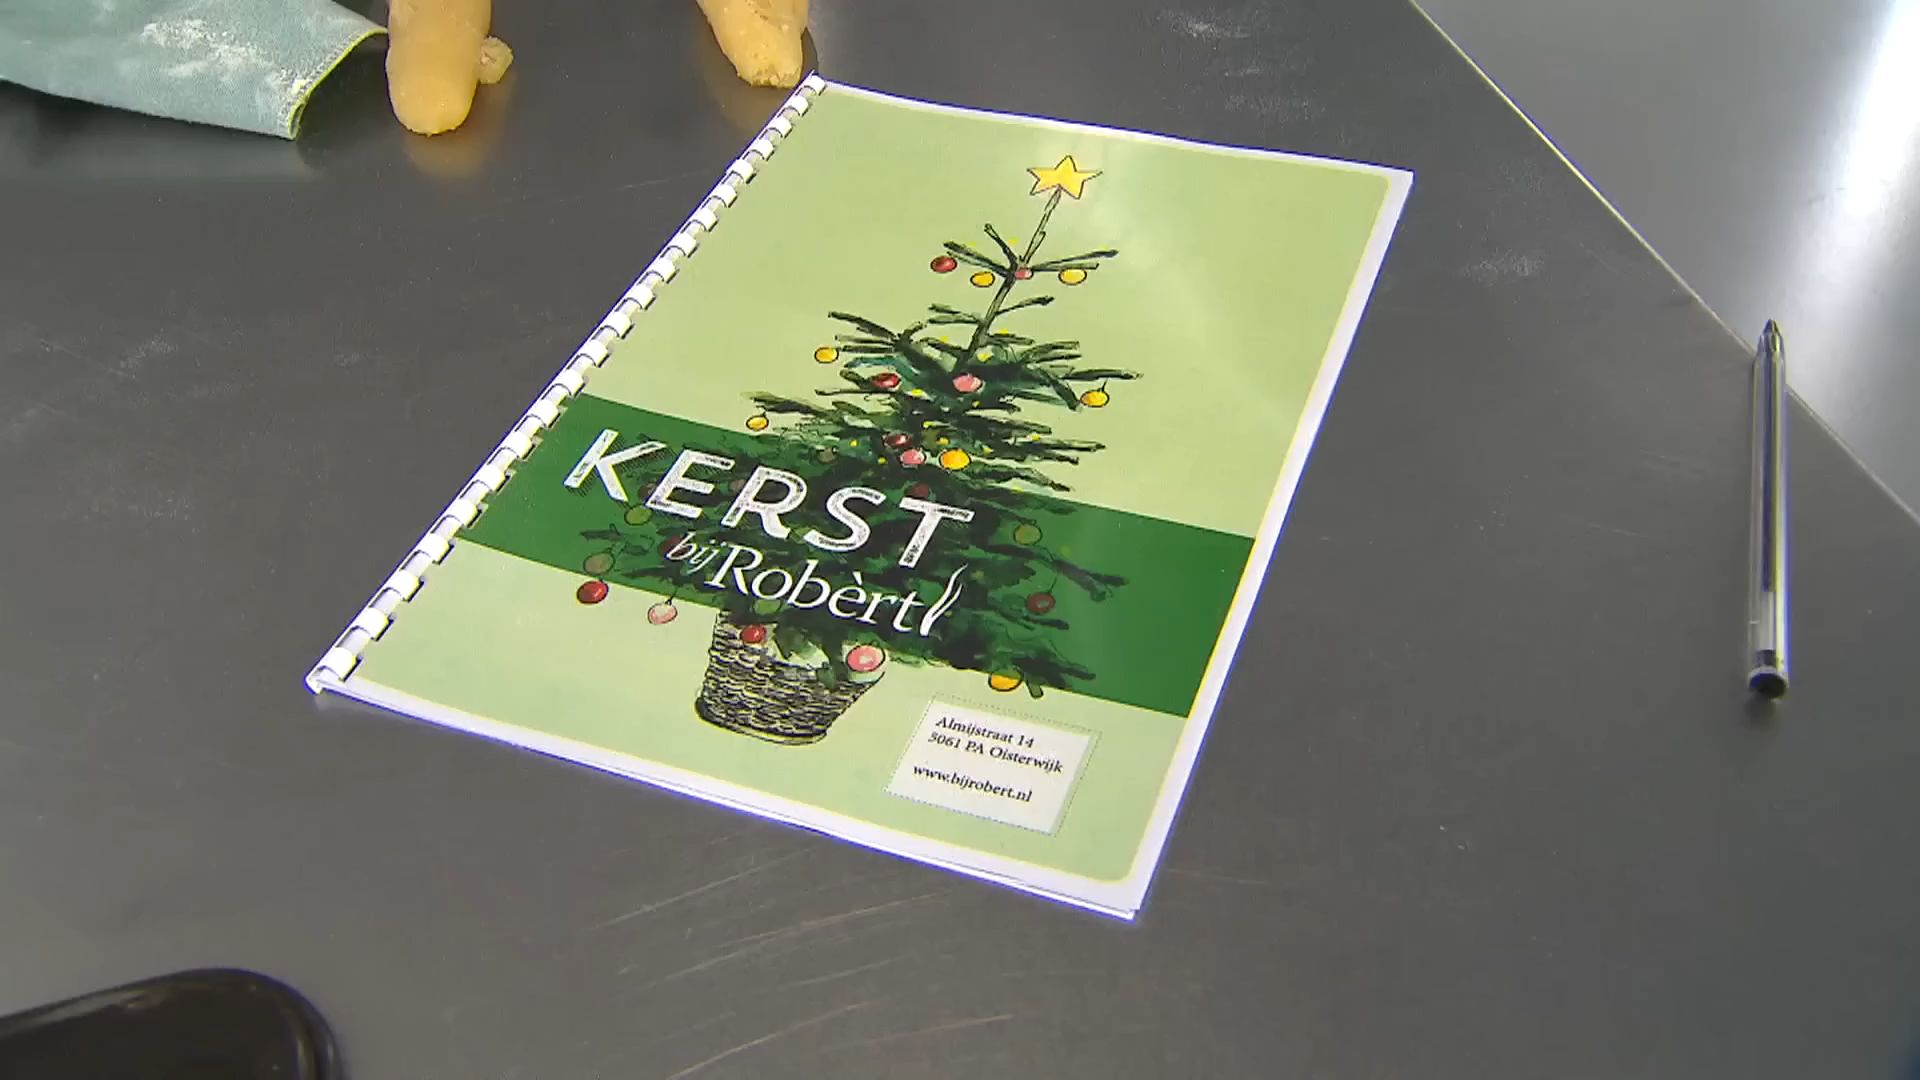 KERST
bij Robèrt
Almijstraat 14
5061 PA Oisterwijk
www.bijrobert.nl